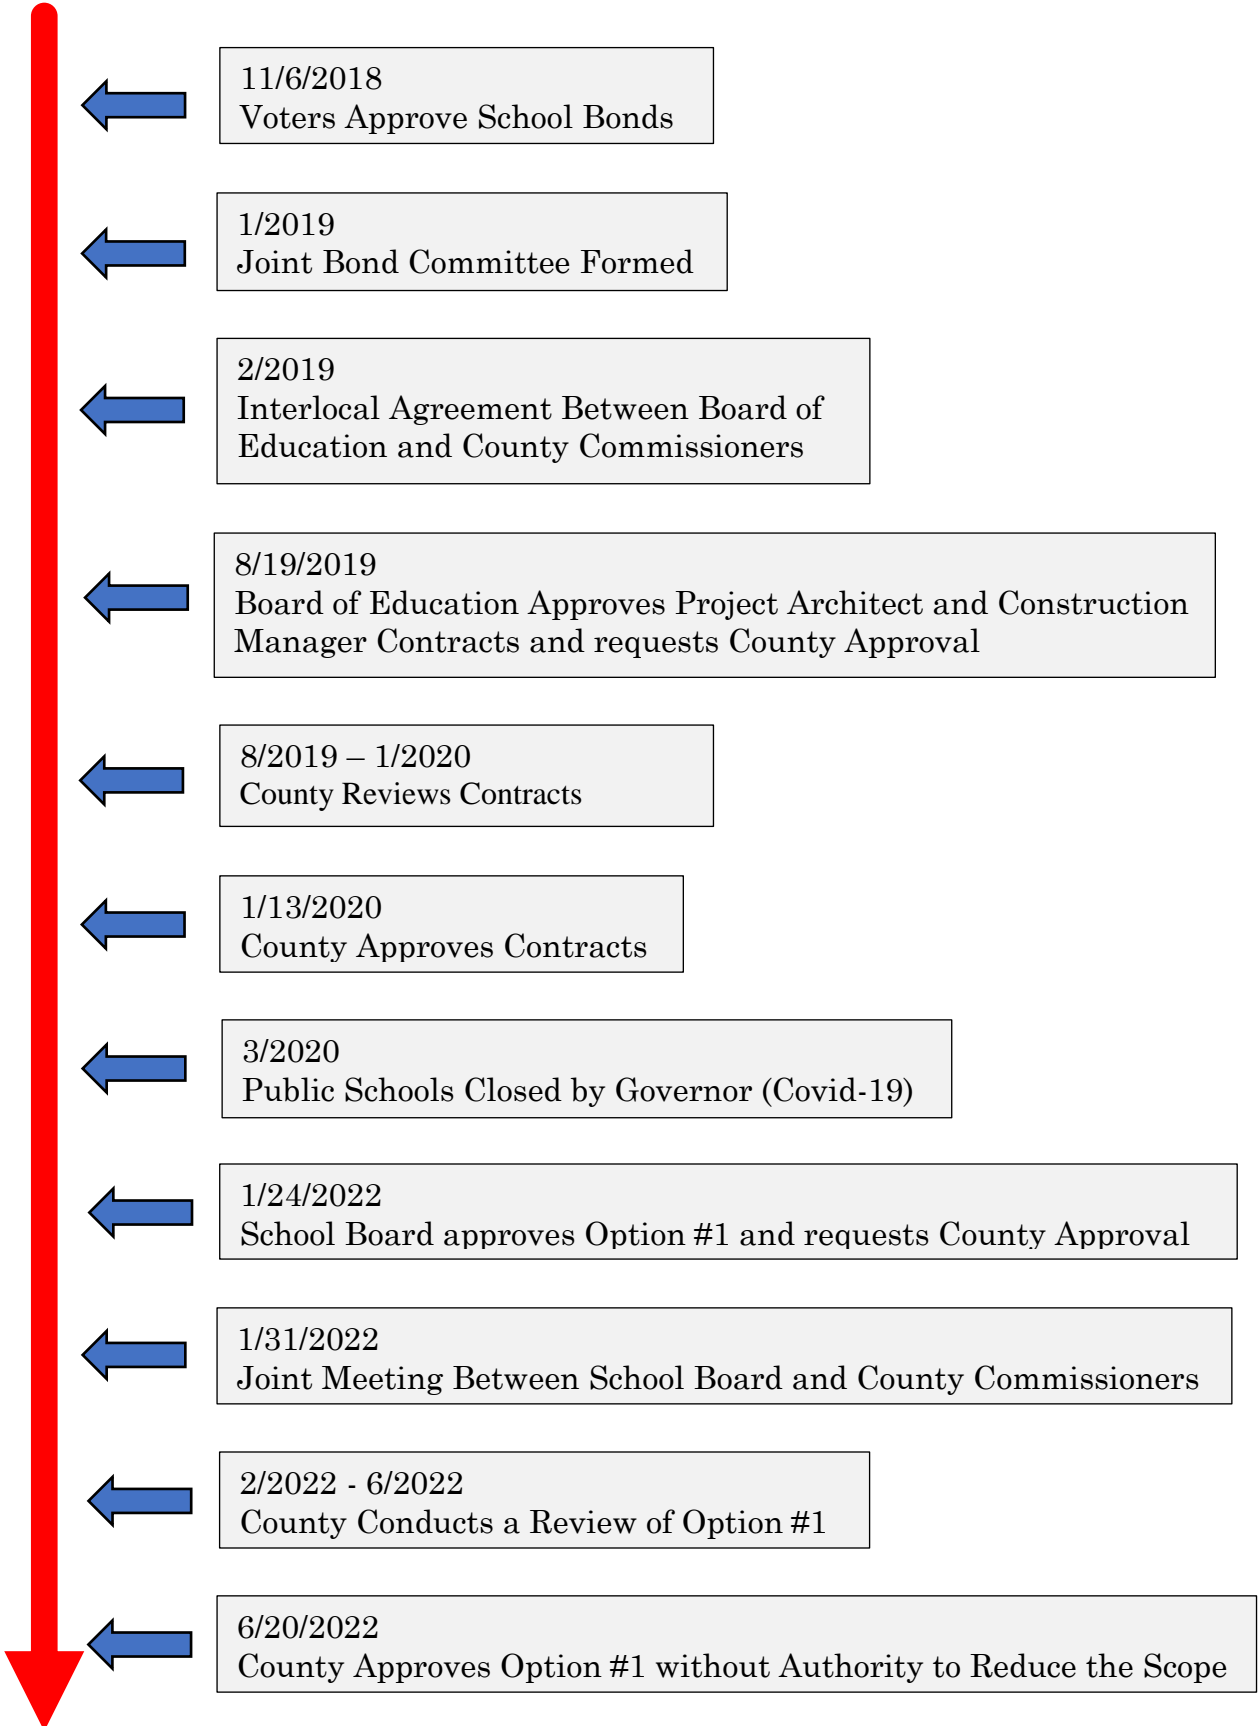 11/6/2018
Voters Approve School Bonds
1/2019
Joint Bond Committee Formed
2/2019
Interlocal Agreement Between Board of
Education and County Commissioners
8/19/2019
Board of Education Approves Project Architect and Construction
Manager Contracts and requests County Approval
8/2019 – 1/2020
County Reviews Contracts
1/13/2020
County Approves Contracts
3/2020
Public Schools Closed by Governor (Covid-19)
1/24/2022
School Board approves Option #1 and requests County Approval
1/31/2022
Joint Meeting Between School Board and County Commissioners
2/2022 - 6/2022
County Conducts a Review of Option #1
6/20/2022
County Approves Option #1 without Authority to Reduce the Scope